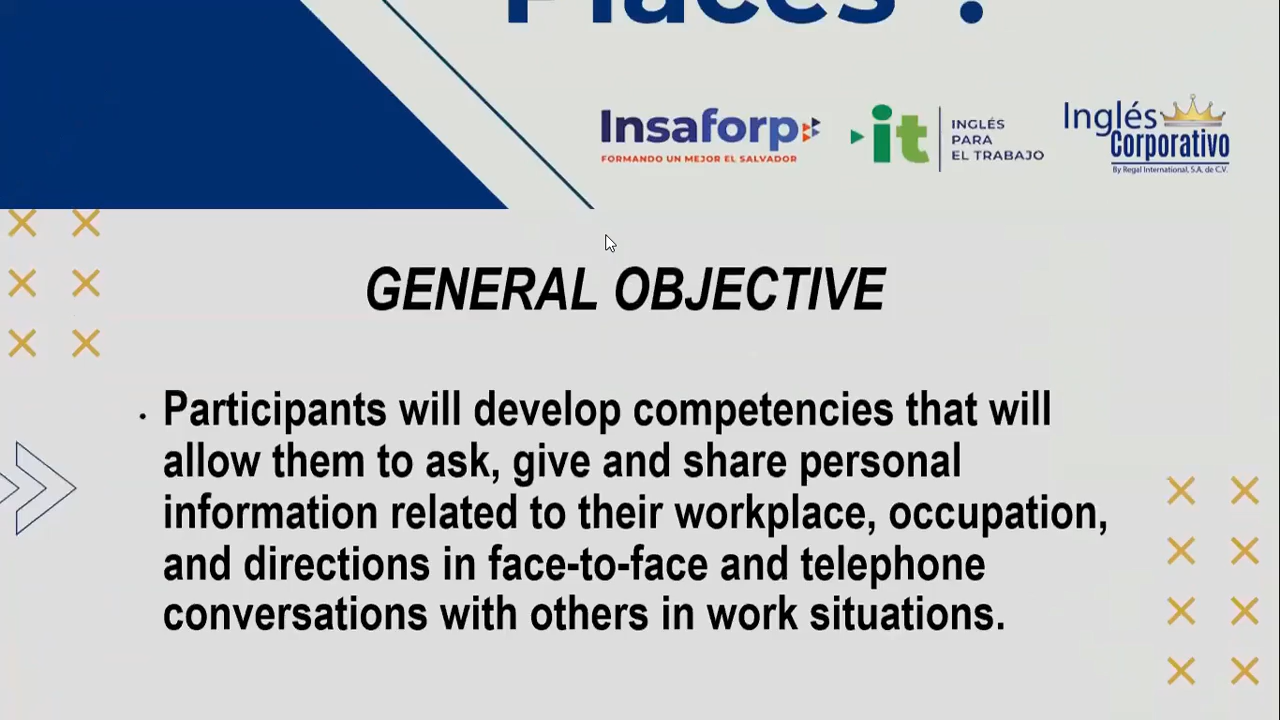 Places".
Insaforp
FORMANDO UN MEJOR EL SALVADOR
it
INGLÉS
PARA
EL TRABAJO
Inglés
Corporativo
By Regal International, S.A. de C.V.
GENERAL OBJECTIVE
• Participants will develop competencies that will
allow them to ask, give and share personal
information related to their workplace, occupation,
and directions in face-to-face and telephone
conversations with others in work situations.